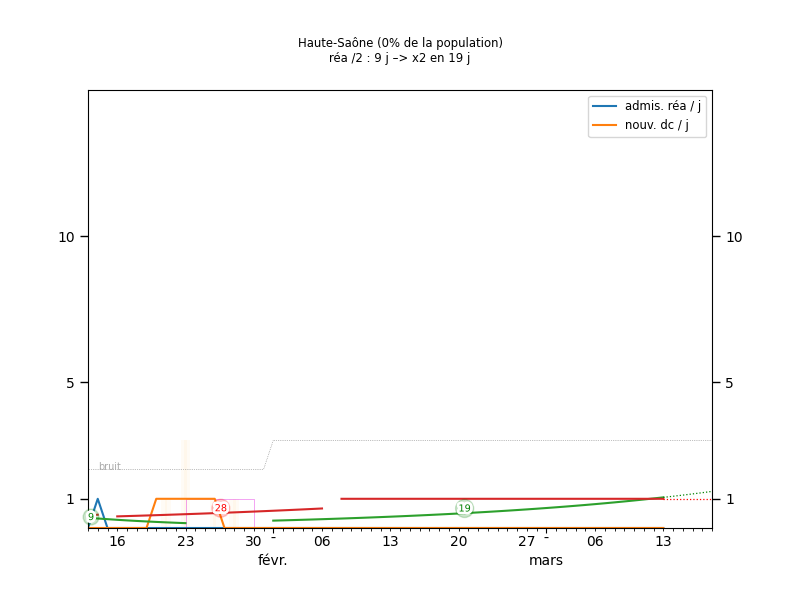 Haute-Saône (0% de la population)
réa /2 : 9 j –> x2 en 19 j
admis. réa / j
nouv. dc / j
10
10
5
5
bruit
1
1
9
28
19
16
23
30
-
06
13
20
27
-
06
13
févr.
mars